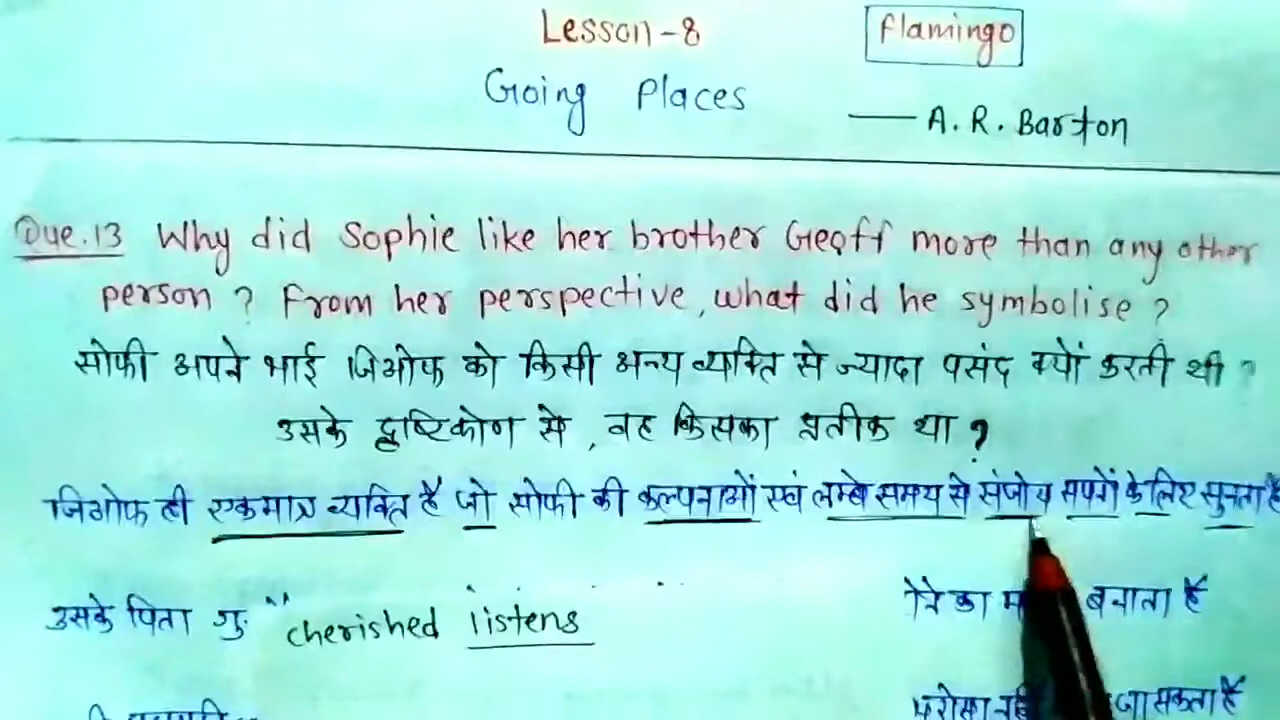 Lesson-8
Flamingo
Going Places
— A. R. Barton
Que.13 Why did Sophie like her brother Geoff more than any other
person ? From her perspective, what did he symbolise ?
सोफी अपने भाई जिओफ को किसी अन्य व्यक्ति से ज्यादा पसंद क्यों करती थी ?
उसके दृष्टिकोण से, वह किसका प्रतीक था ?
जिओफ ही एकमात्र व्यक्ति है जो सोफी की कल्पनाओं एवं लम्बे समय से संजोय सपनों के लिए सुनता है
उसके पिता बनाता है
cherished listens
जा सकता है